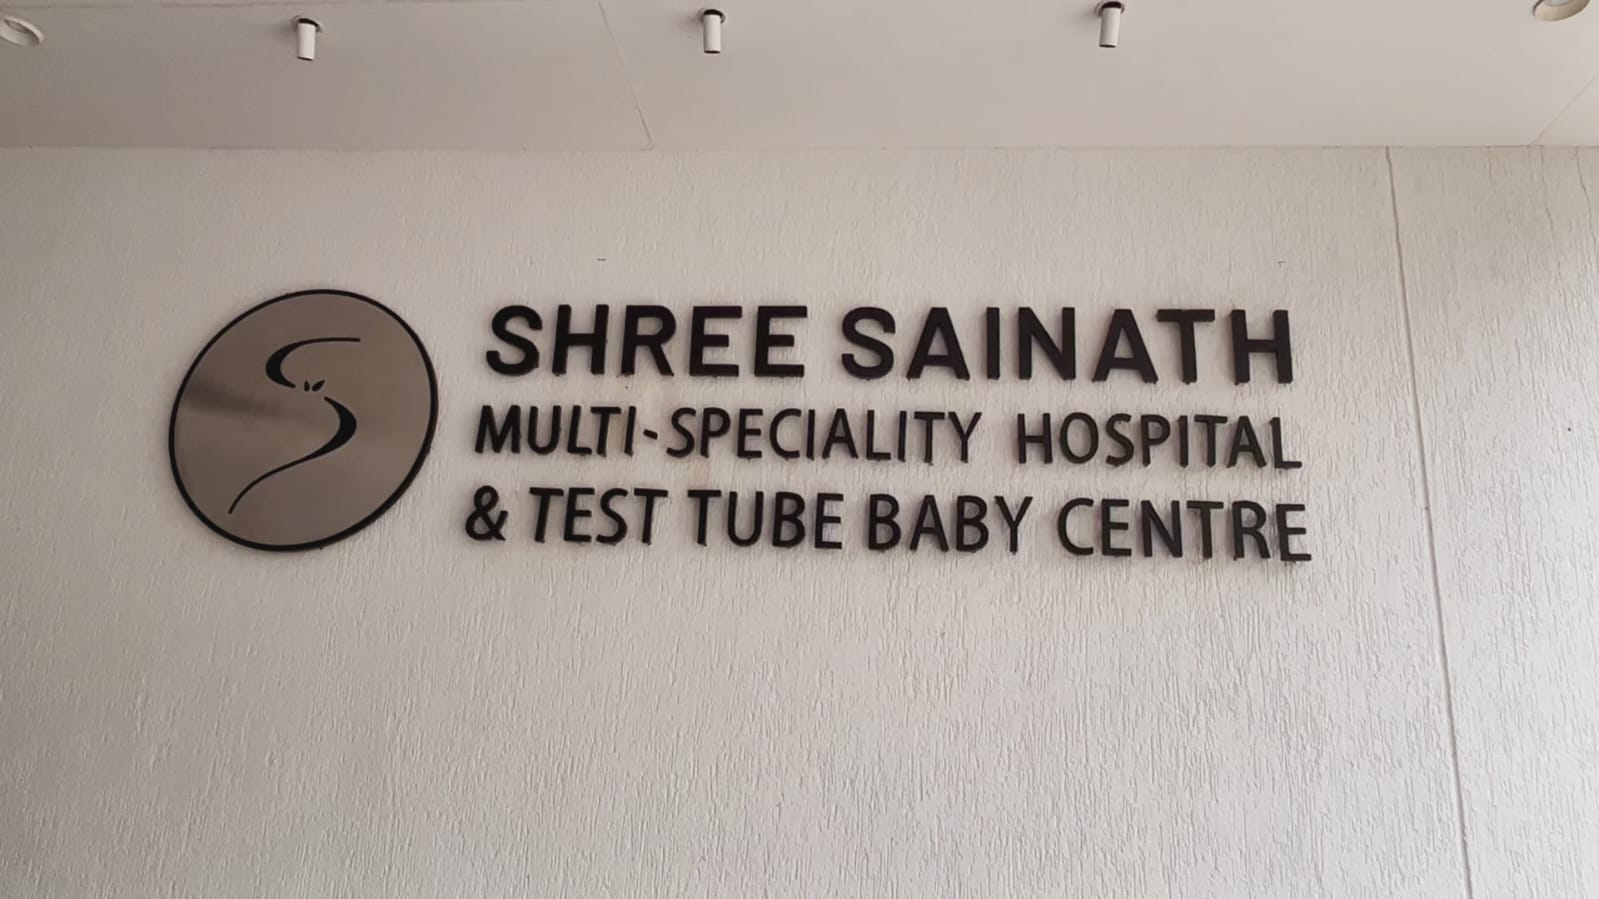 SHREE SAINATH
MULTI-SPECIALITY HOSPITAL
& TEST TUBE BABY CENTRE